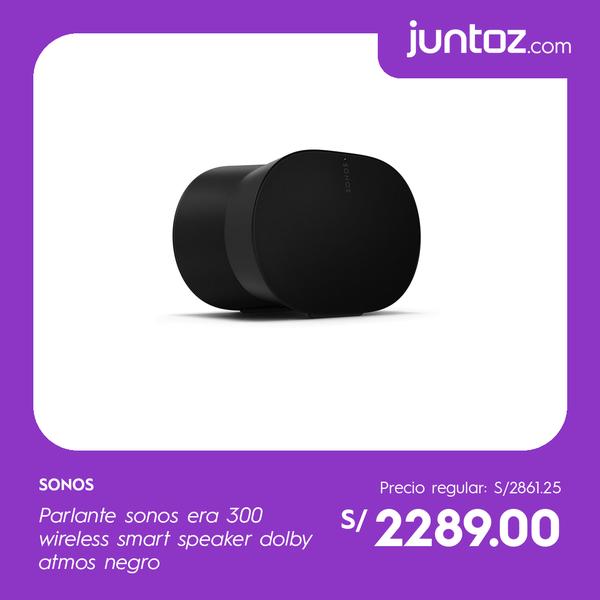 juntoz.com
SONOS
SONOS
Parlante sonos era 300
wireless smart speaker dolby
atmos negro
Precio regular: S/2861.25
S/ 2289.00